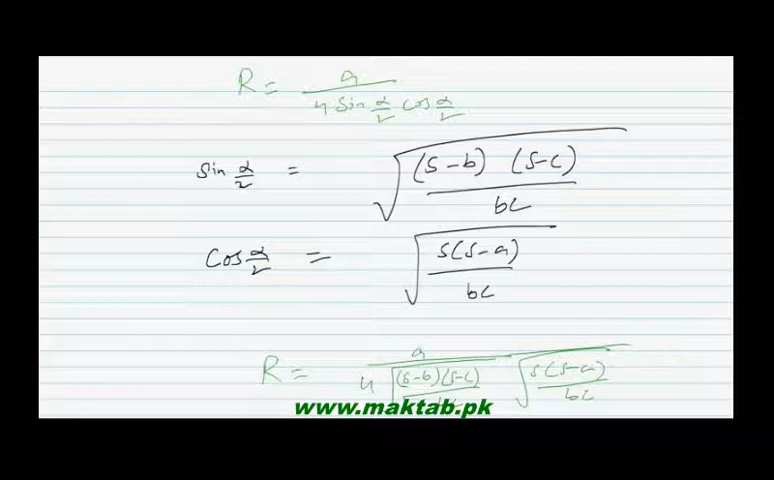 R = a / (4 Sin α/2 Cos α/2)
Sin α/2 = √((S-b) (S-c) / bc)
Cos α/2 = √(S(S-a) / bc)
R = a / (4 √((S-b)(S-c) / bc) √(S(S-a) / bc))
www.maktab.pk